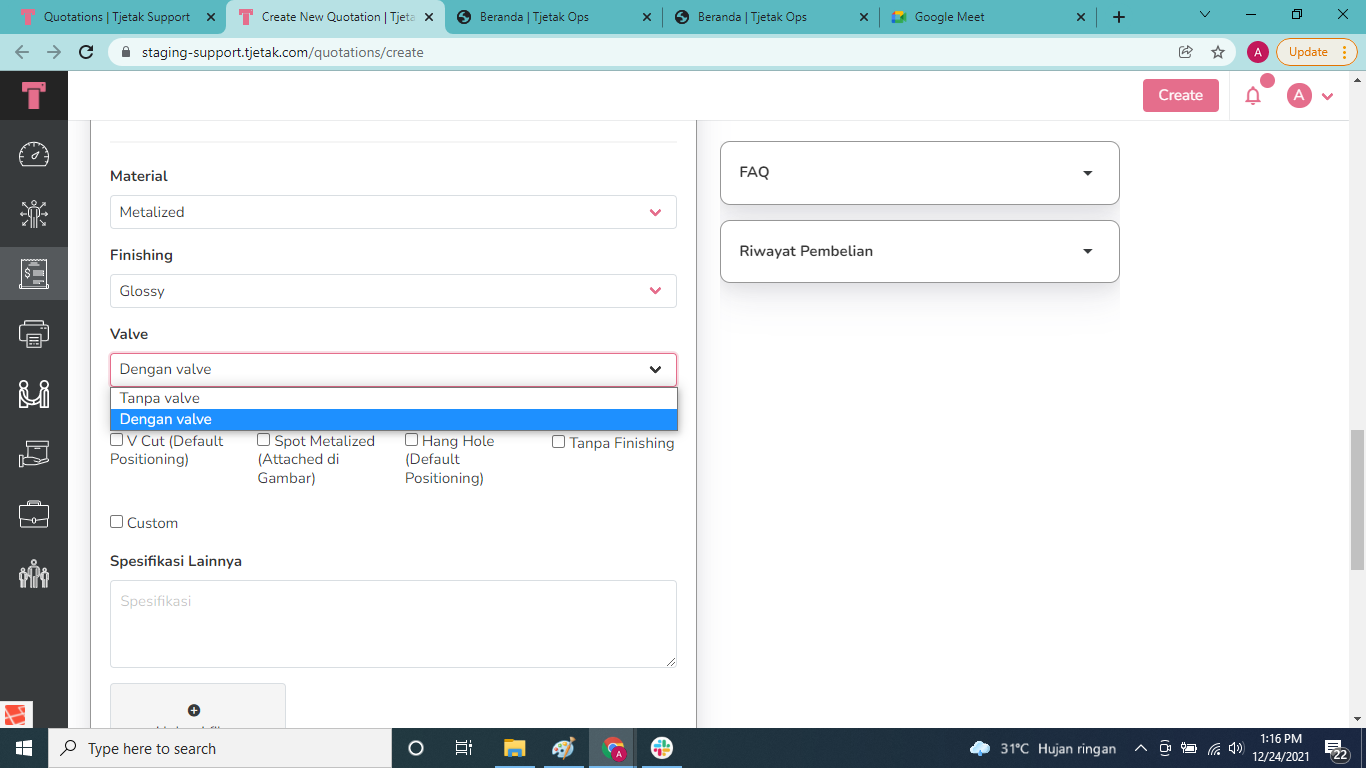 Quotations | Tjetak Support
Create New Quotation | Tjeta
Beranda | Tjetak Ops
Beranda | Tjetak Ops
Google Meet
staging-support.tjetak.com/quotations/create
A
Update
Create
A
Material
Metalized
Finishing
Glossy
Valve
Dengan valve
Tanpa valve
Dengan valve
V Cut (Default
Positioning)
Spot Metalized
(Attached di
Gambar)
Hang Hole
(Default
Positioning)
Tanpa Finishing
Custom
Spesifikasi Lainnya
Spesifikasi
FAQ
Riwayat Pembelian
Type here to search
A
31°C Hujan ringan
1:16 PM
12/24/2021
22